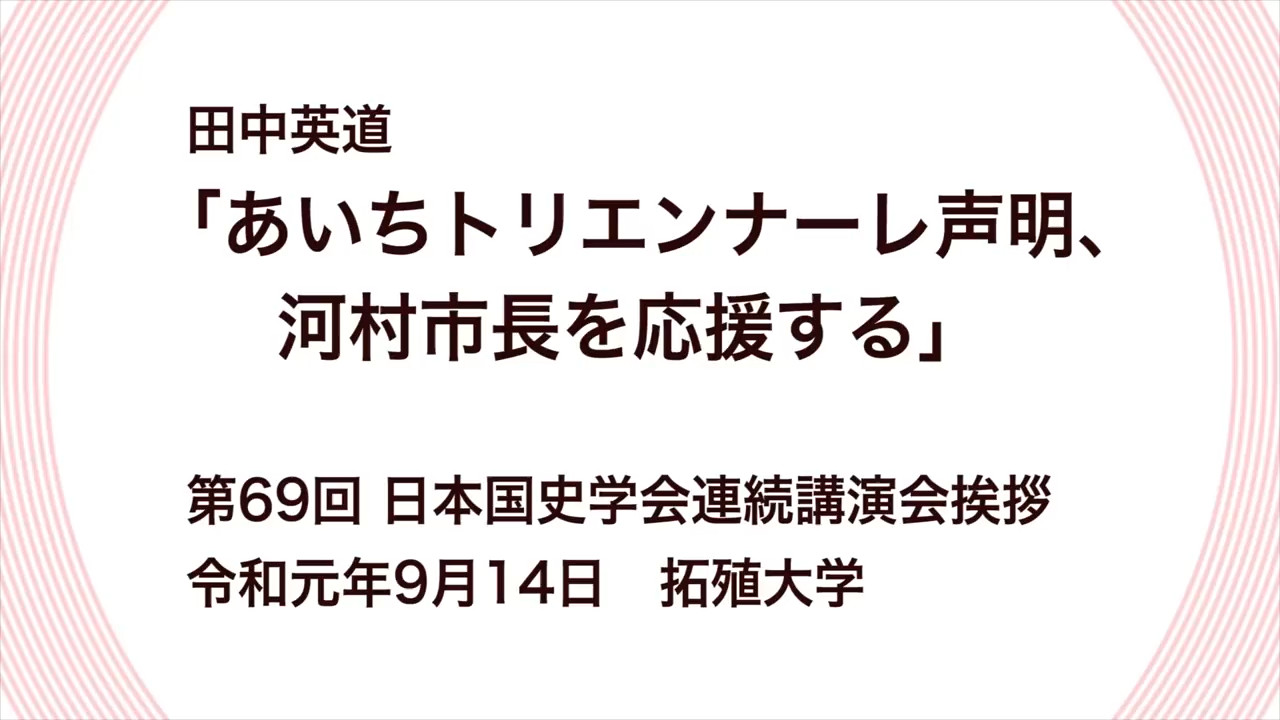 田中英道
「あいちトリエンナーレ声明、
河村市長を応援する」
第69回 日本国史学会連続講演会挨拶
令和元年9月14日　拓殖大学